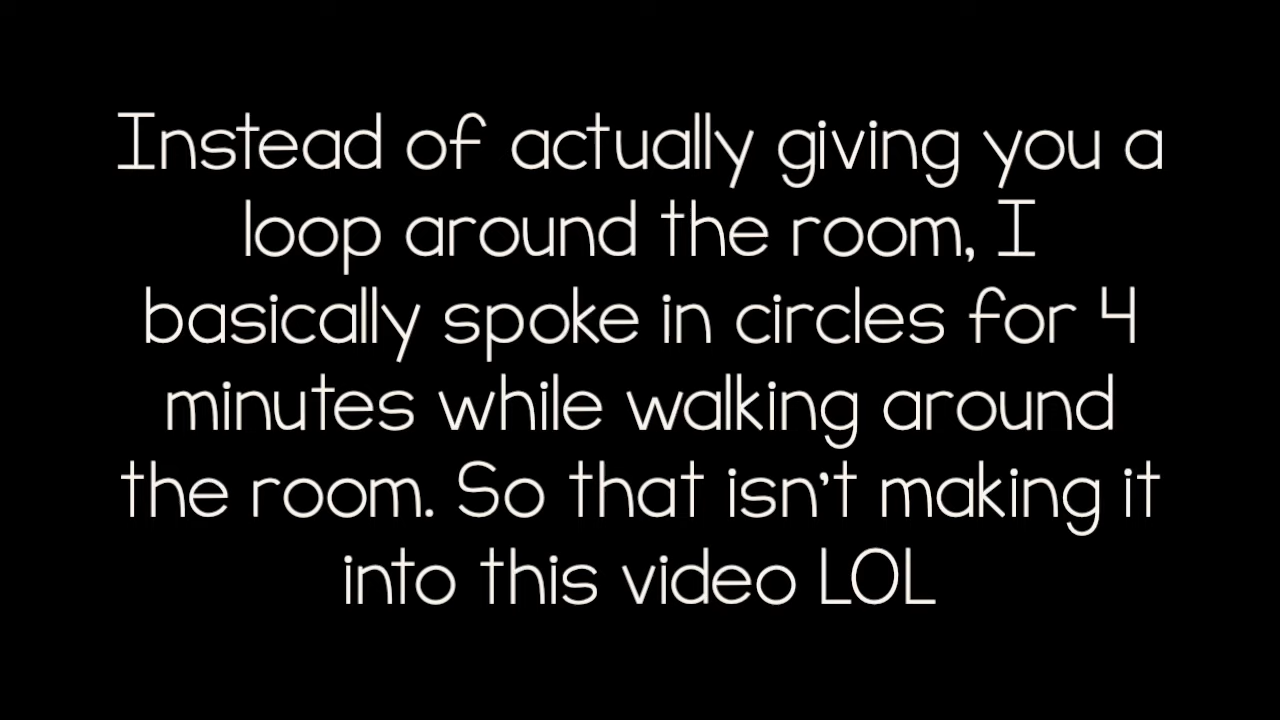 Instead of actually giving you a
loop around the room, I
basically spoke in circles for 4
minutes while walking around
the room. So that isn't making it
into this video LOL